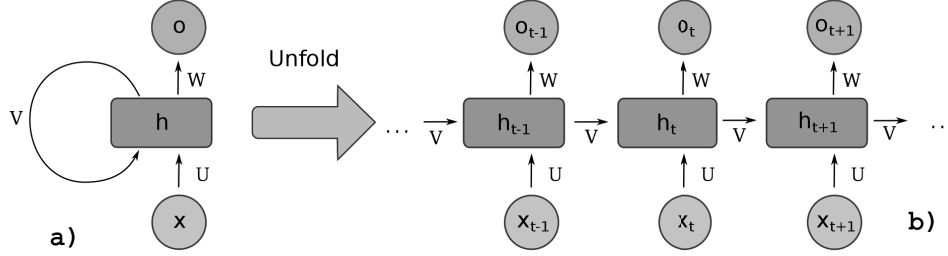 o o_{t-1} o_t o_{t+1}
Unfold
W W W W
V h ... V h_{t-1} V h_t V h_{t+1} V ..
U U U U
x x_{t-1} x_t x_{t+1}
a) b)